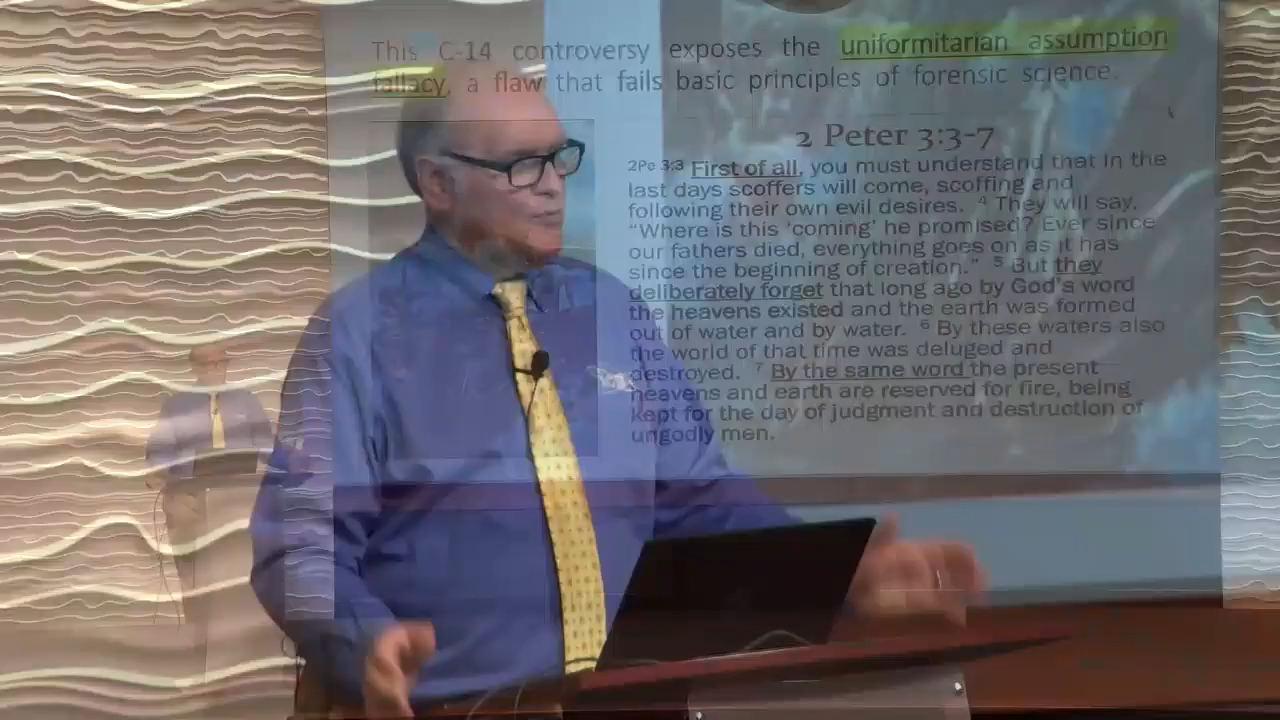 This C-14 controversy exposes the uniformitarian assumption
fallacy, a flaw that fails basic principles of forensic science.
2 Peter 3:3-7
2Pe 3:3 First of all, you must understand that in the
last days scoffers will come, scoffing and
following their own evil desires. 4 They will say,
"Where is this 'coming' he promised? Ever since
our fathers died, everything goes on as it has
since the beginning of creation." 5 But they
deliberately forget that long ago by God's word
the heavens existed and the earth was formed
out of water and by water. 6 By these waters also
the world of that time was deluged and
destroyed. 7 By the same word the present
heavens and earth are reserved for fire, being
kept for the day of judgment and destruction of
ungodly men.